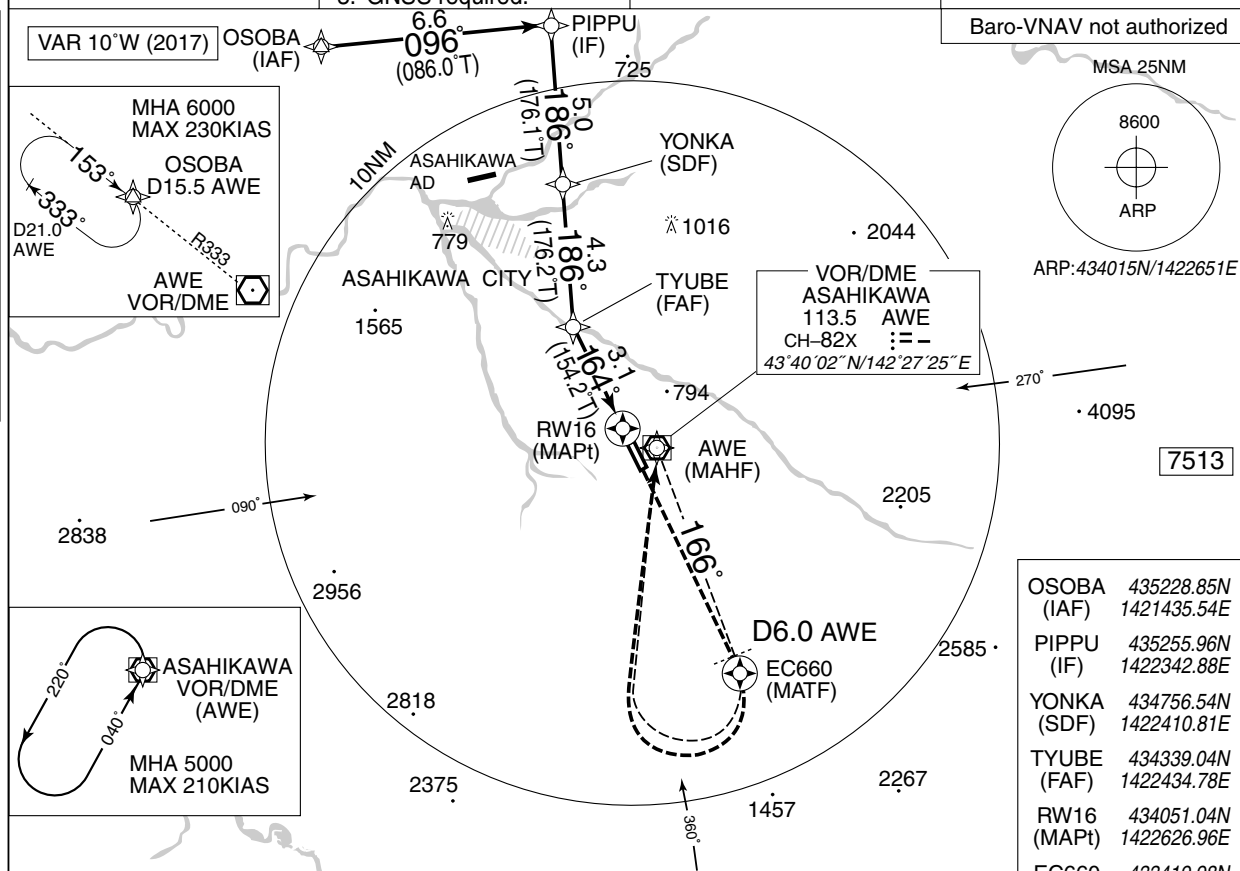 3. GNSS required.
VAR 10°W (2017)
OSOBA
(IAF)
6.6
096°
(086.0°T)
PIPPU
(IF)
Baro-VNAV not authorized
725
MSA 25NM
8600
ARP
ARP:434015N/1422651E
MHA 6000
MAX 230KIAS
OSOBA
D15.5 AWE
153°
333°
D21.0
AWE
R333
AWE
VOR/DME
10NM
5.0
186°
(176.1°T)
YONKA
(SDF)
ASAHIKAWA
AD
779
1016
2044
4.3
186°
(176.2°T)
ASAHIKAWA CITY
TYUBE
(FAF)
1565
VOR/DME
ASAHIKAWA
113.5 AWE
CH–82X
43°40´02˝N/142°27´25˝E
3.1
164°
(154.2°T)
794
270°
4095
RW16
(MAPt)
AWE
(MAHF)
7513
090°
2205
2838
166°
2956
D6.0 AWE
EC660
(MATF)
2585
220°
040°
ASAHIKAWA
VOR/DME
(AWE)
MHA 5000
MAX 210KIAS
2818
2375
2267
1457
360°
OSOBA 435228.85N
(IAF) 1421435.54E
PIPPU 435255.96N
(IF) 1422342.88E
YONKA 434756.54N
(SDF) 1422410.81E
TYUBE 434339.04N
(FAF) 1422434.78E
RW16 434051.04N
(MAPt) 1422626.96E